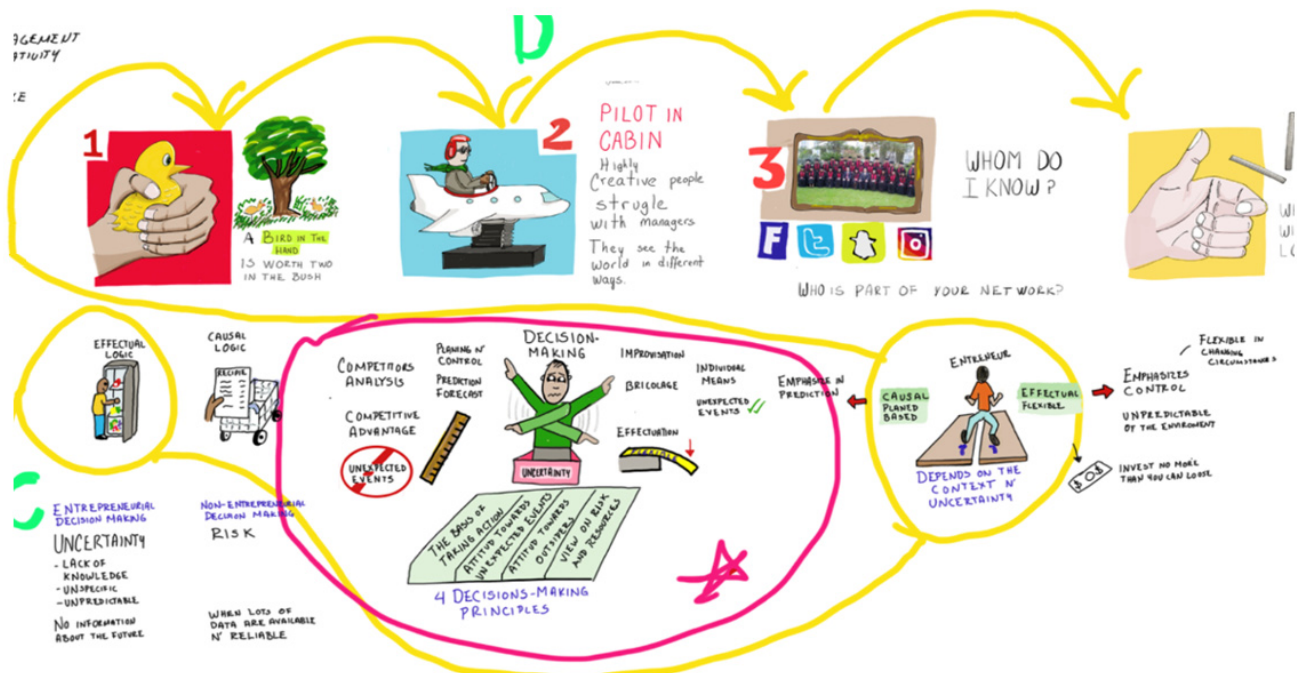 AGEMENT
ATIVITY
CE
D
1
A BIRD IN THE
HAND
IS WORTH TWO
IN THE BUSH
2
PILOT IN
CABIN
Highly
Creative people
strugle
with managers
They see the
world in different
ways.
3
F
WHOM DO
I KNOW?
WHO IS PART OF YOUR NETWORK?
EFFECTUAL
LOGIC
CAUSAL
LOGIC
RECIPE
COMPETITORS
ANALYSIS
PLANING N'
CONTROL
PREDICTION
FORECAST
COMPETITIVE
ADVANTAGE
UNEXPECTED
EVENTS
DECISION-
MAKING
UNCERTAINTY
IMPROVISATION
BRICOLAGE
EFFECTUATION
FLEXIBLE
INDIVIDUAL
MEANS
UNEXPECTED
EVENTS
EMPHASIZE IN
PREDICTION
THE BASIS OF
TAKING ACTION
ATTITUD TOWARDS
UNEXPECTED EVENTS
ATTITUD TOWARDS
OUTSIDERS
VIEW ON RISK
AND RESOURCES
4 DECISIONS-MAKING
PRINCIPLES
ENTRENEUR
CAUSAL
PLANED
BASED
EFFECTUAL
FLEXIBLE
DEPENDS ON THE
CONTEXT N'
UNCERTAINTY
FLEXIBLE IN
CHANGING
CIRCUMSTANCES
EMPHASIZES
CONTROL
UNPREDICTABLE
OF THE ENVIROMENT
$ O $
INVEST NO MORE
THAN YOU CAN LOOSE
C
ENTREPRENEURIAL
DECISION MAKING
UNCERTAINTY
- LACK OF
KNOWLEDGE
- UNSPECIFIC
- UNPREDICTABLE
NO INFORMATION
ABOUT THE FUTURE
NON-ENTREPRENEURIAL
DECISION MAKING
RISK
WHEN LOTS OF
DATA ARE AVAILABLE
N' RELIABLE